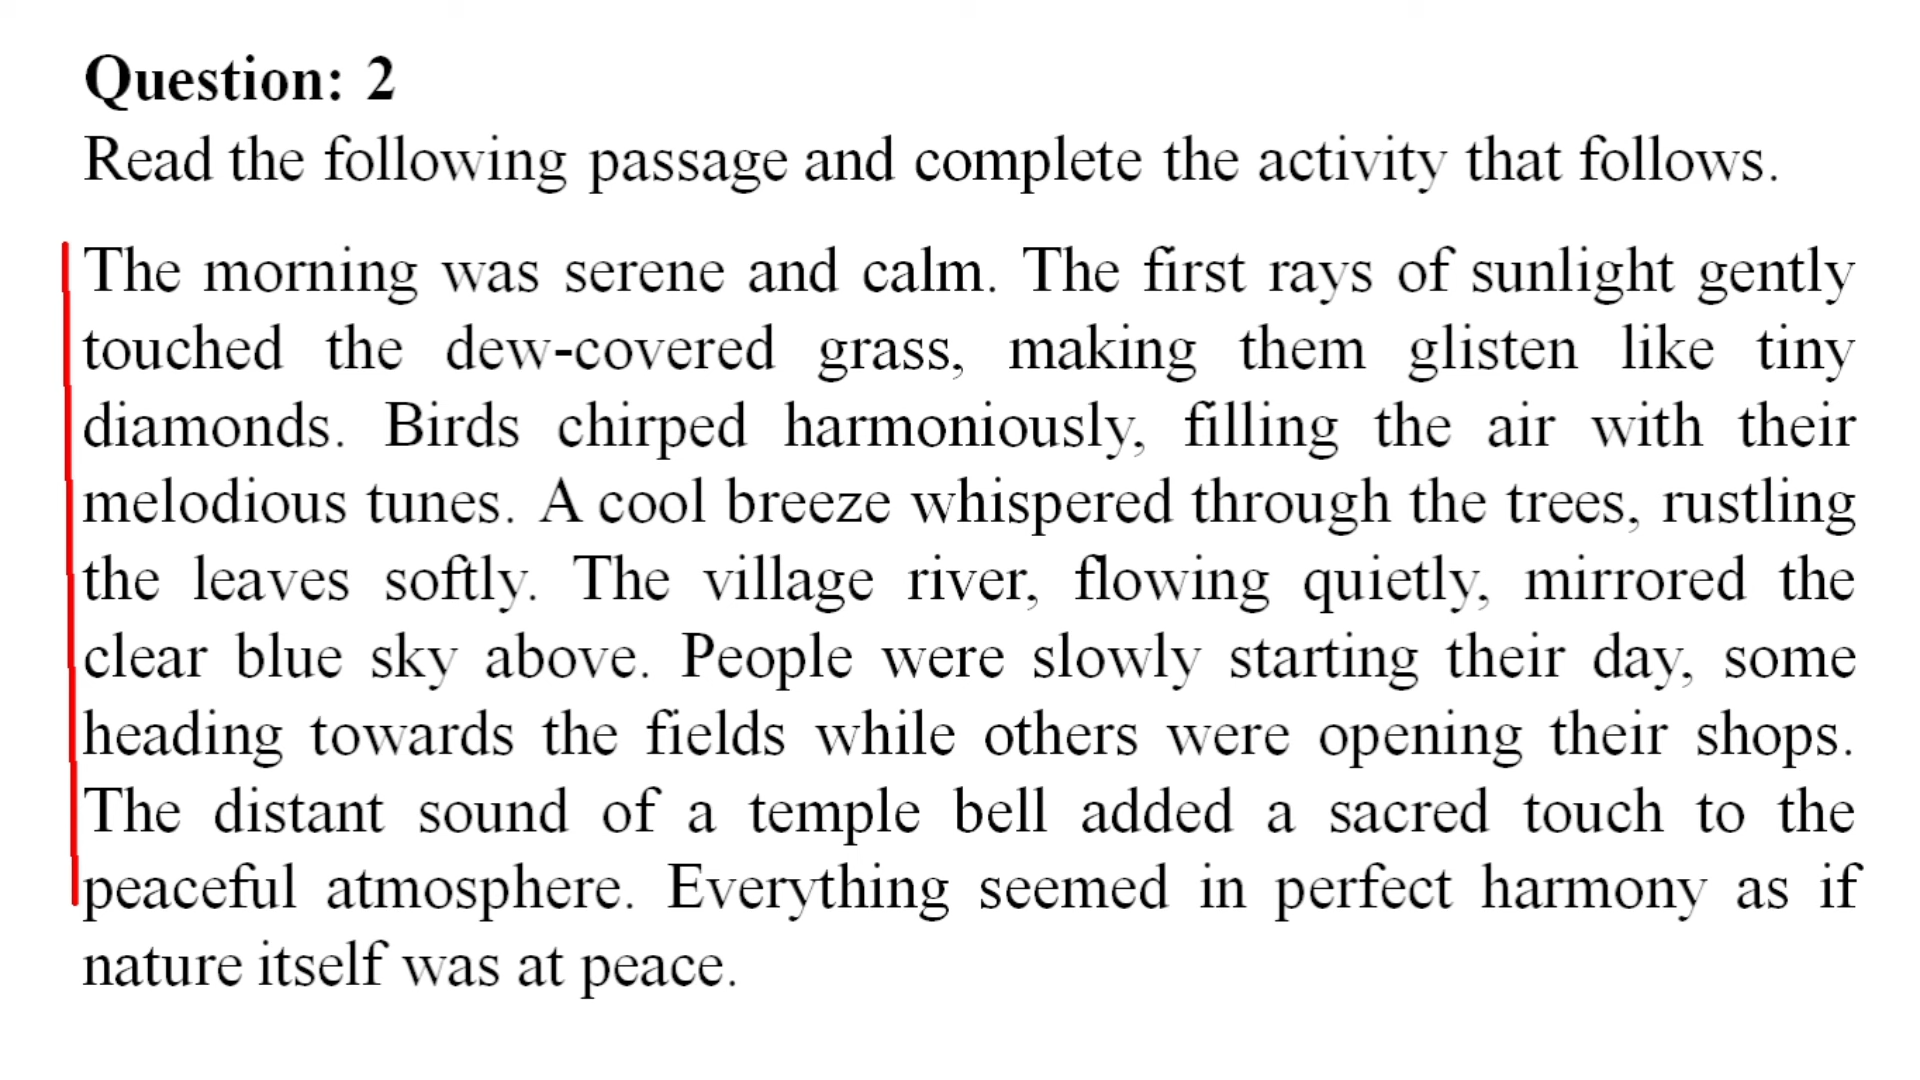 Question: 2
Read the following passage and complete the activity that follows.
The morning was serene and calm. The first rays of sunlight gently
touched the dew-covered grass, making them glisten like tiny
diamonds. Birds chirped harmoniously, filling the air with their
melodious tunes. A cool breeze whispered through the trees, rustling
the leaves softly. The village river, flowing quietly, mirrored the
clear blue sky above. People were slowly starting their day, some
heading towards the fields while others were opening their shops.
The distant sound of a temple bell added a sacred touch to the
peaceful atmosphere. Everything seemed in perfect harmony as if
nature itself was at peace.